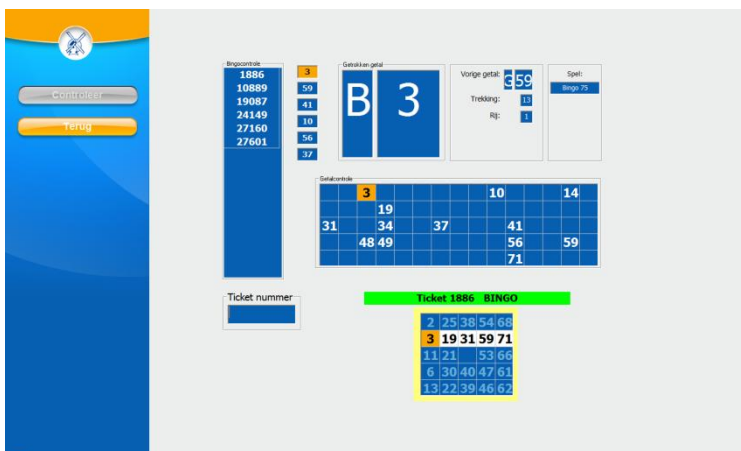 Controleer
Terug
Bingocontrole
1886
10889
19087
24149
27160
27601
3
59
41
10
56
37
Getrokken getal
B 3
Vorige getal: G 59
Trekking: 13
Rij: 1
Spel:
Bingo 75
Getalcontrole
3 10 14
19
31 34 37 41
48 49 56 59
71
Ticket nummer
Ticket 1886 BINGO
2 25 38 54 68
3 19 31 59 71
11 21 53 66
6 30 40 47 61
13 22 39 46 62